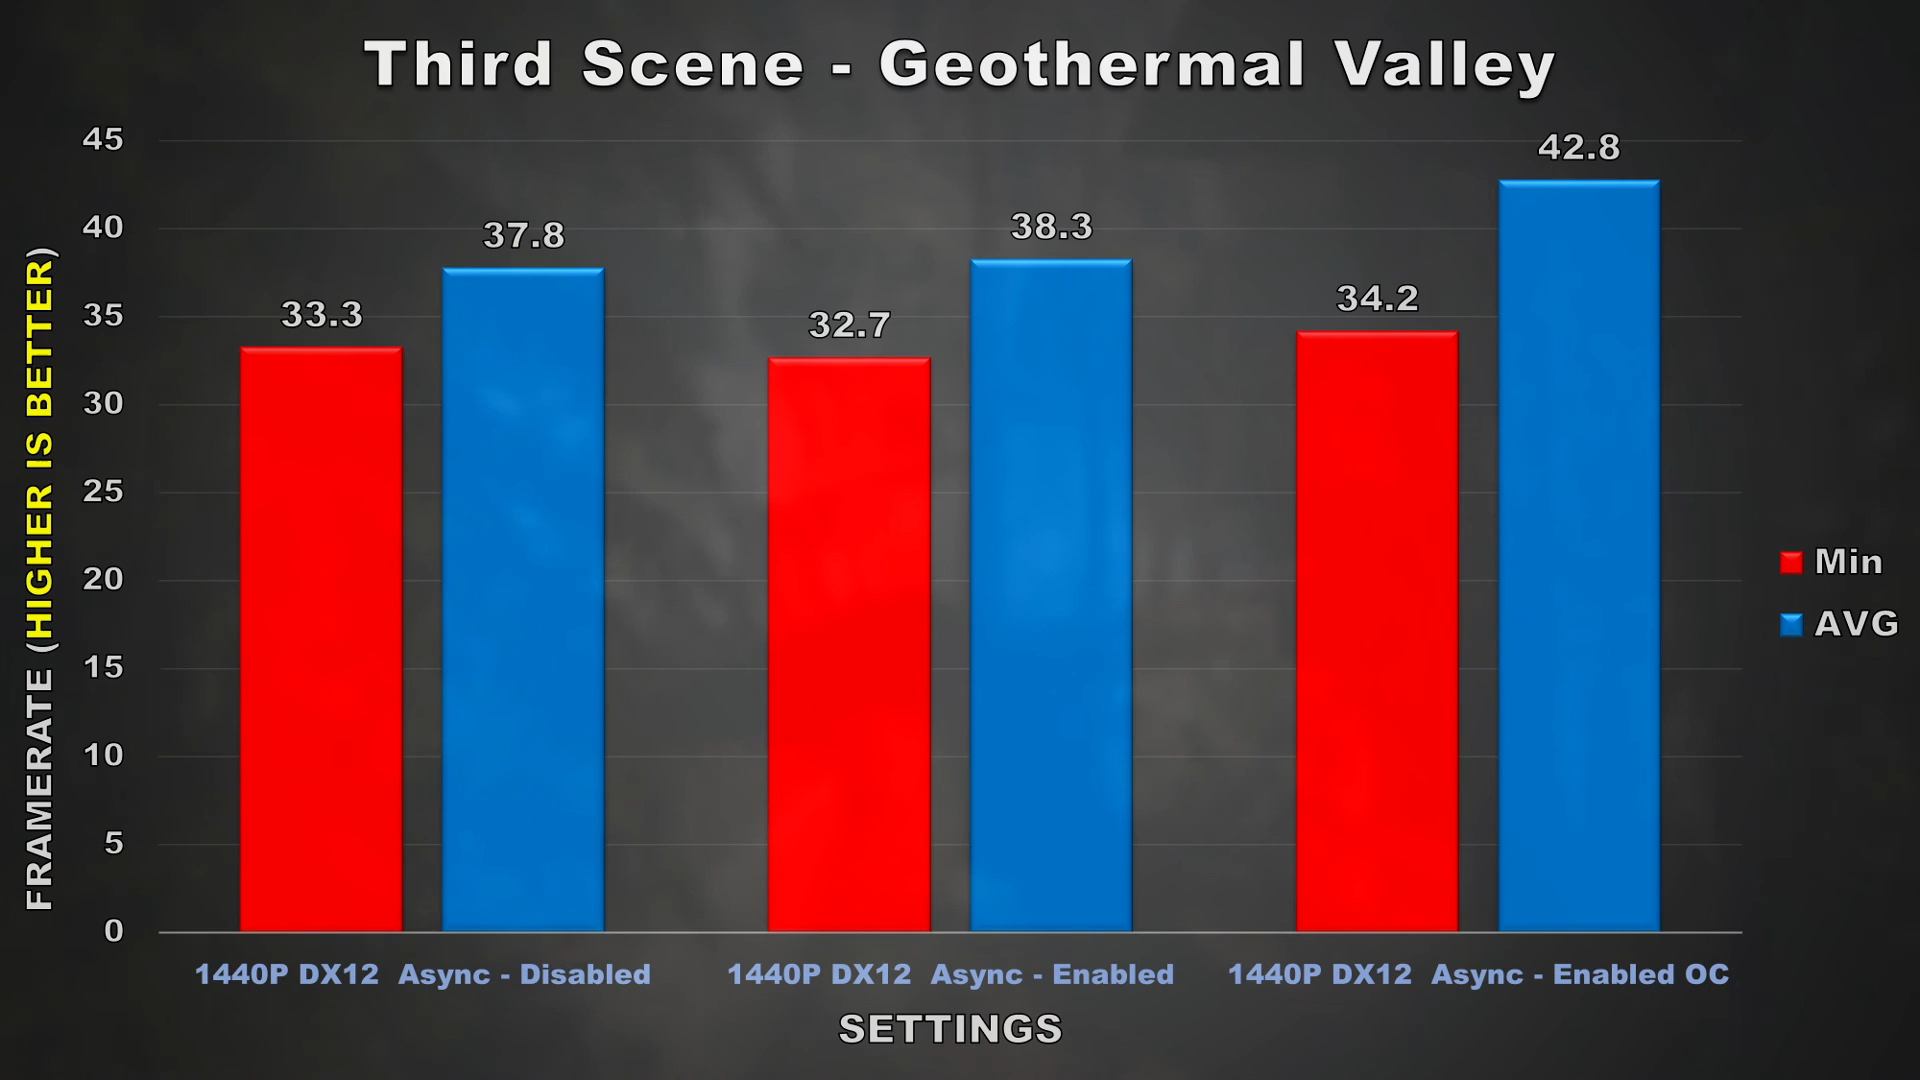 Third Scene - Geothermal Valley
FRAMERATE (HIGHER IS BETTER)
45
40
35
30
25
20
15
10
5
0
33.3
37.8
32.7
38.3
34.2
42.8
Min
AVG
1440P DX12 Async - Disabled
1440P DX12 Async - Enabled
1440P DX12 Async - Enabled OC
SETTINGS